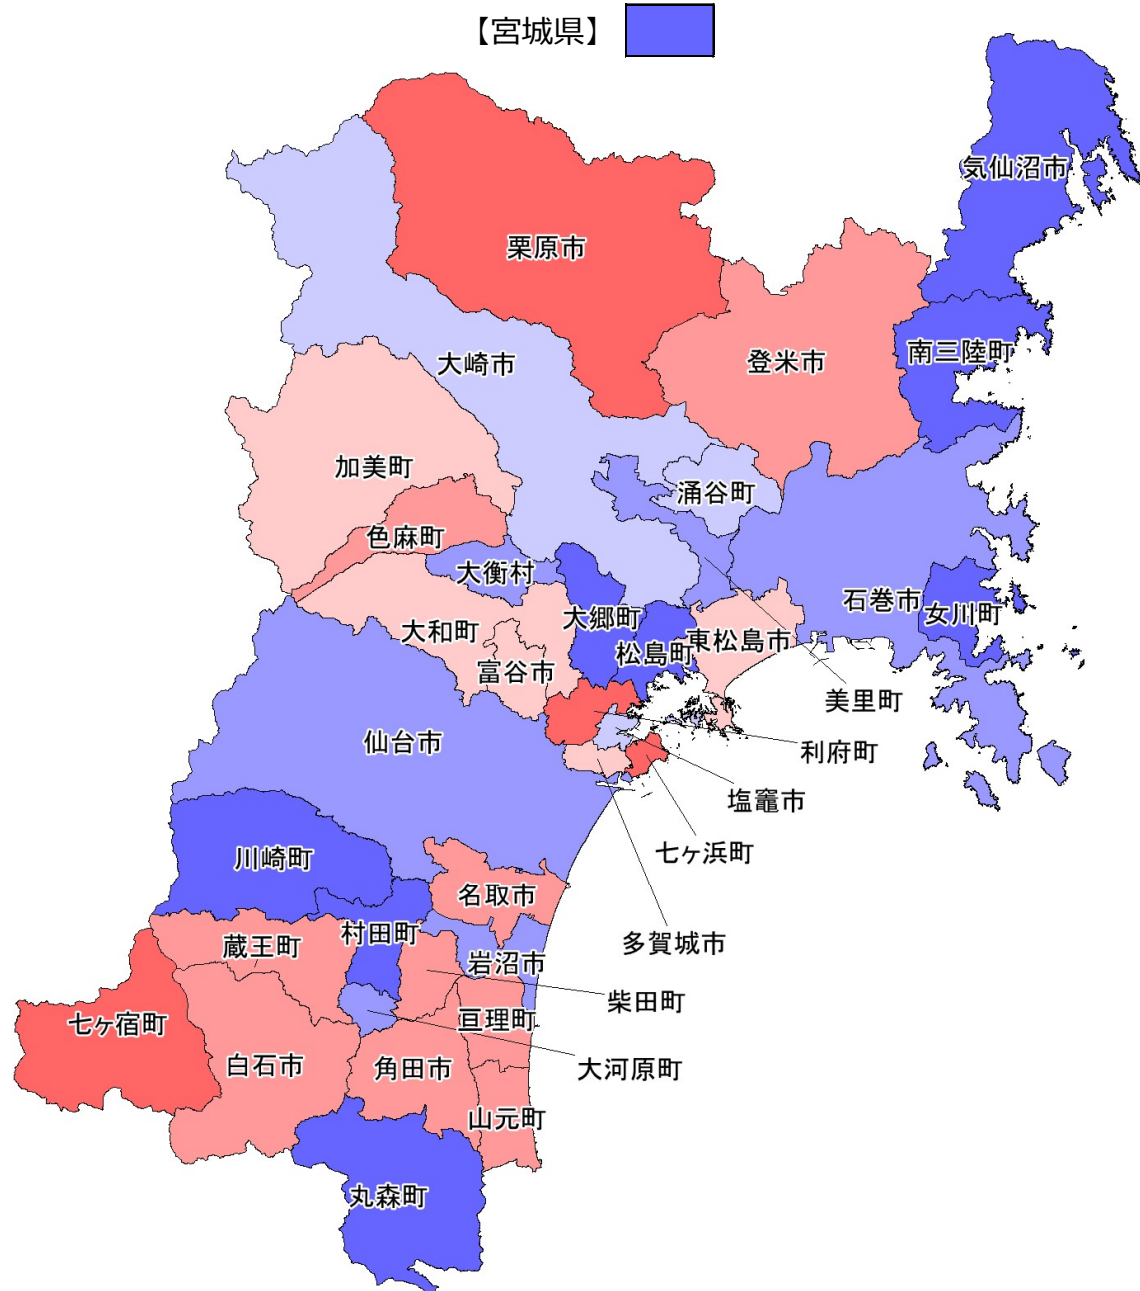 【宮城県】
気仙沼市
栗原市
南三陸町
登米市
大崎市
加美町
涌谷町
色麻町
大衡村
石巻市
女川町
大郷町
大和町
東松島市
松島町
富谷市
美里町
仙台市
利府町
塩竈市
七ヶ浜町
川崎町
名取市
村田町
多賀城市
蔵王町
岩沼市
柴田町
七ヶ宿町
亘理町
白石市
角田市
大河原町
山元町
丸森町